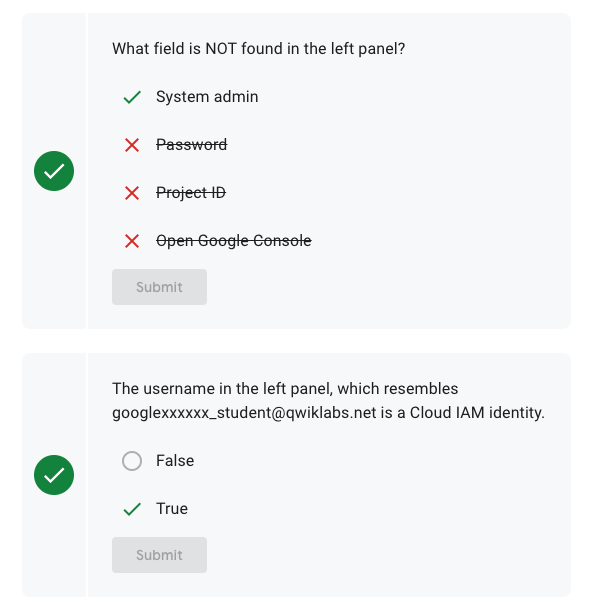 What field is NOT found in the left panel?
System admin
Password
Project ID
Open Google Console
Submit
The username in the left panel, which resembles
googlexxxxxx_student@qwiklabs.net is a Cloud IAM identity.
False
True
Submit